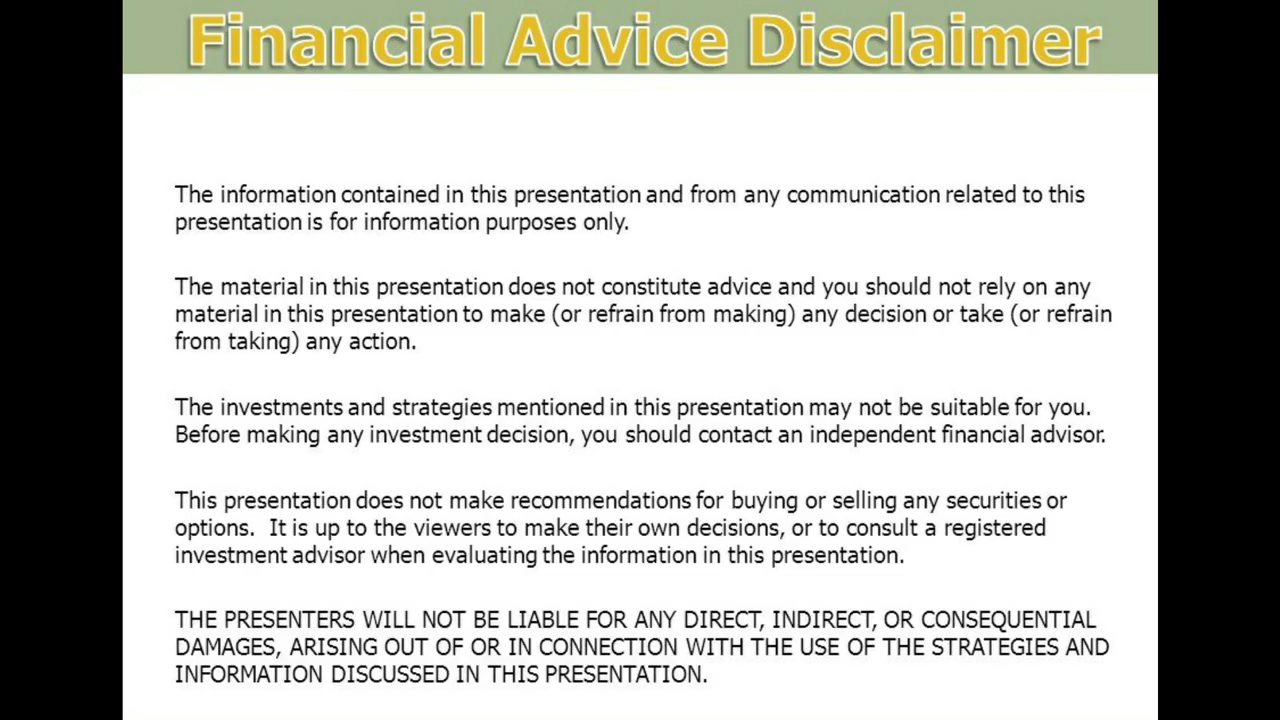 Financial Advice Disclaimer
The information contained in this presentation and from any communication related to this
presentation is for information purposes only.
The material in this presentation does not constitute advice and you should not rely on any
material in this presentation to make (or refrain from making) any decision or take (or refrain
from taking) any action.
The investments and strategies mentioned in this presentation may not be suitable for you.
Before making any investment decision, you should contact an independent financial advisor.
This presentation does not make recommendations for buying or selling any securities or
options.  It is up to the viewers to make their own decisions, or to consult a registered
investment advisor when evaluating the information in this presentation.
THE PRESENTERS WILL NOT BE LIABLE FOR ANY DIRECT, INDIRECT, OR CONSEQUENTIAL
DAMAGES, ARISING OUT OF OR IN CONNECTION WITH THE USE OF THE STRATEGIES AND
INFORMATION DISCUSSED IN THIS PRESENTATION.